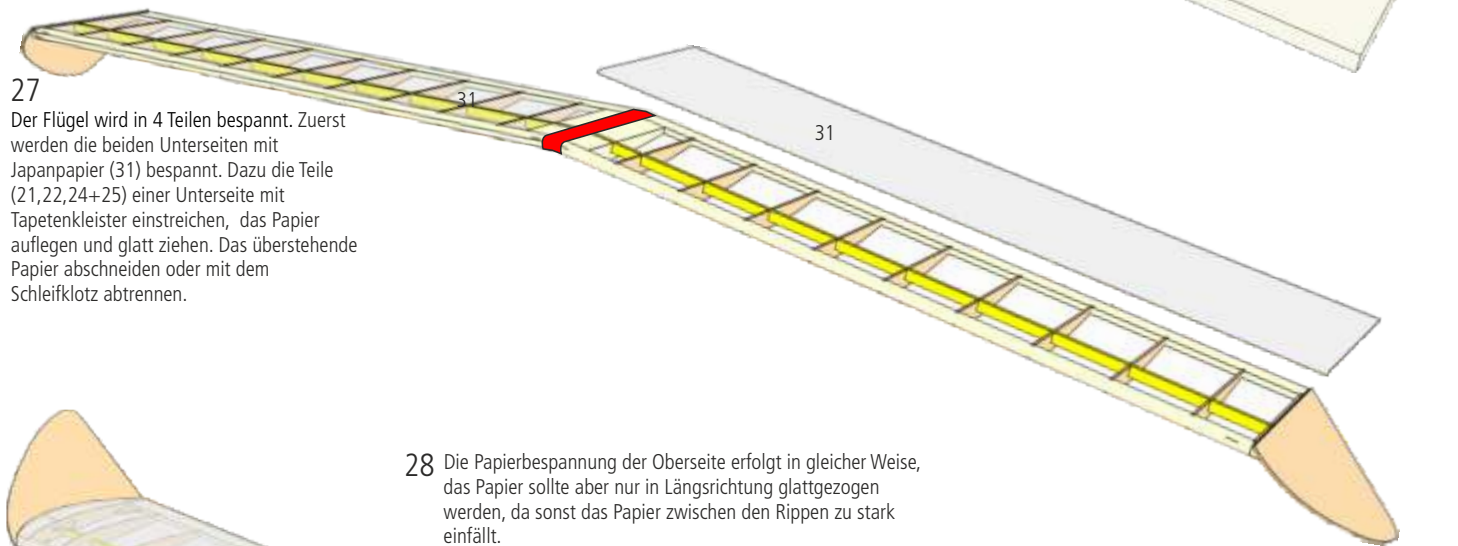 31
31
27
Der Flügel wird in 4 Teilen bespannt. Zuerst
werden die beiden Unterseiten mit
Japanpapier (31) bespannt. Dazu die Teile
(21,22,24+25) einer Unterseite mit
Tapetenkleister einstreichen, das Papier
auflegen und glatt ziehen. Das überstehende
Papier abschneiden oder mit dem
Schleifklotz abtrennen.
28 Die Papierbespannung der Oberseite erfolgt in gleicher Weise,
das Papier sollte aber nur in Längsrichtung glattgezogen
werden, da sonst das Papier zwischen den Rippen zu stark
einfällt.